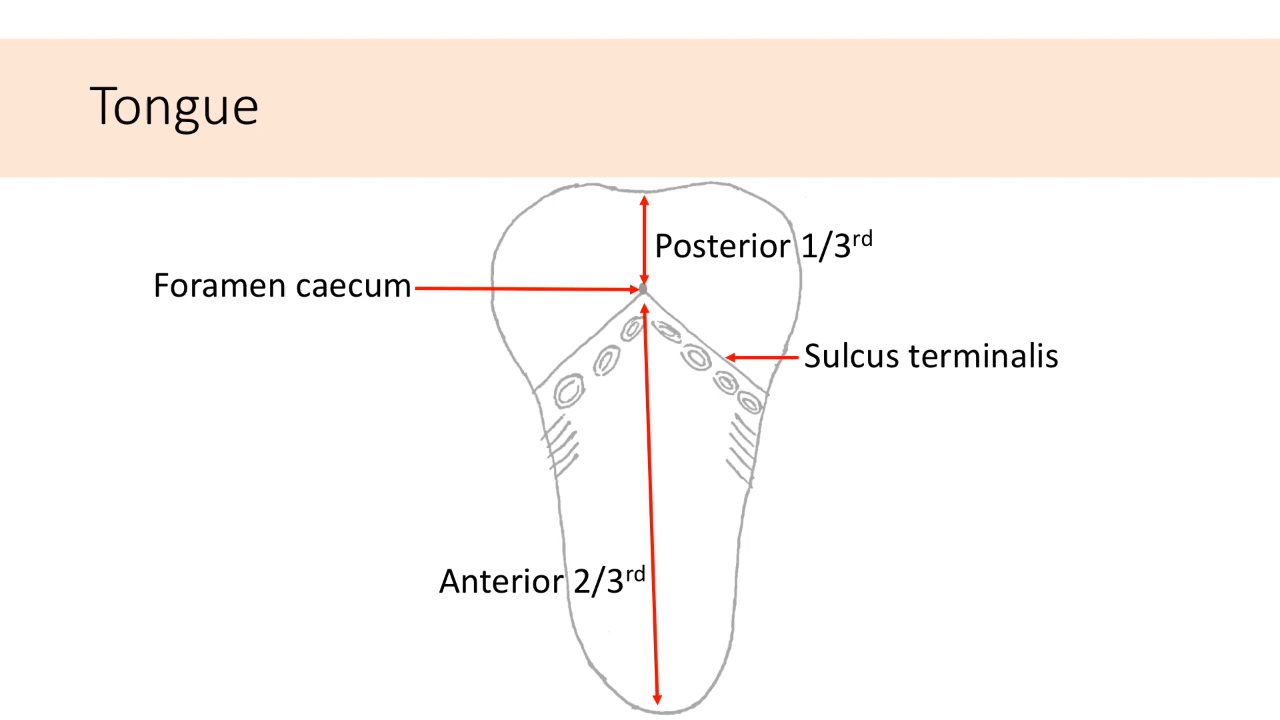 Tongue
Posterior 1/3rd
Foramen caecum
Sulcus terminalis
Anterior 2/3rd